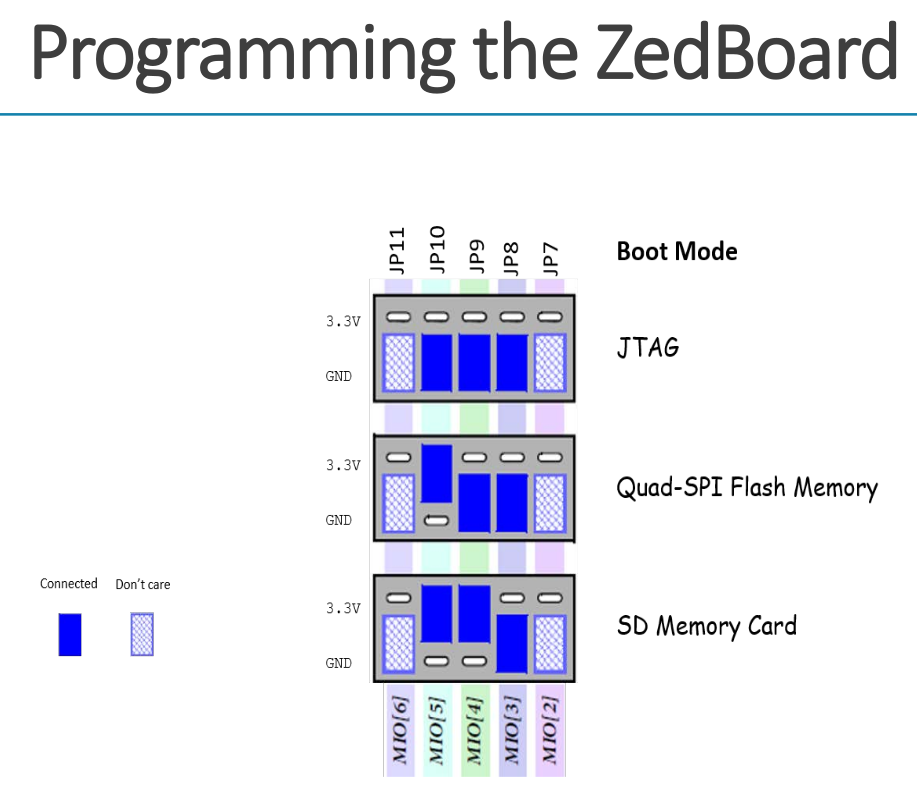 Programming the ZedBoard
JP11 JP10 JP9 JP8 JP7 Boot Mode
3.3V
JTAG
GND
3.3V
Quad-SPI Flash Memory
GND
Connected Don't care
3.3V
SD Memory Card
GND
MIO[6] MIO[5] MIO[4] MIO[3] MIO[2]